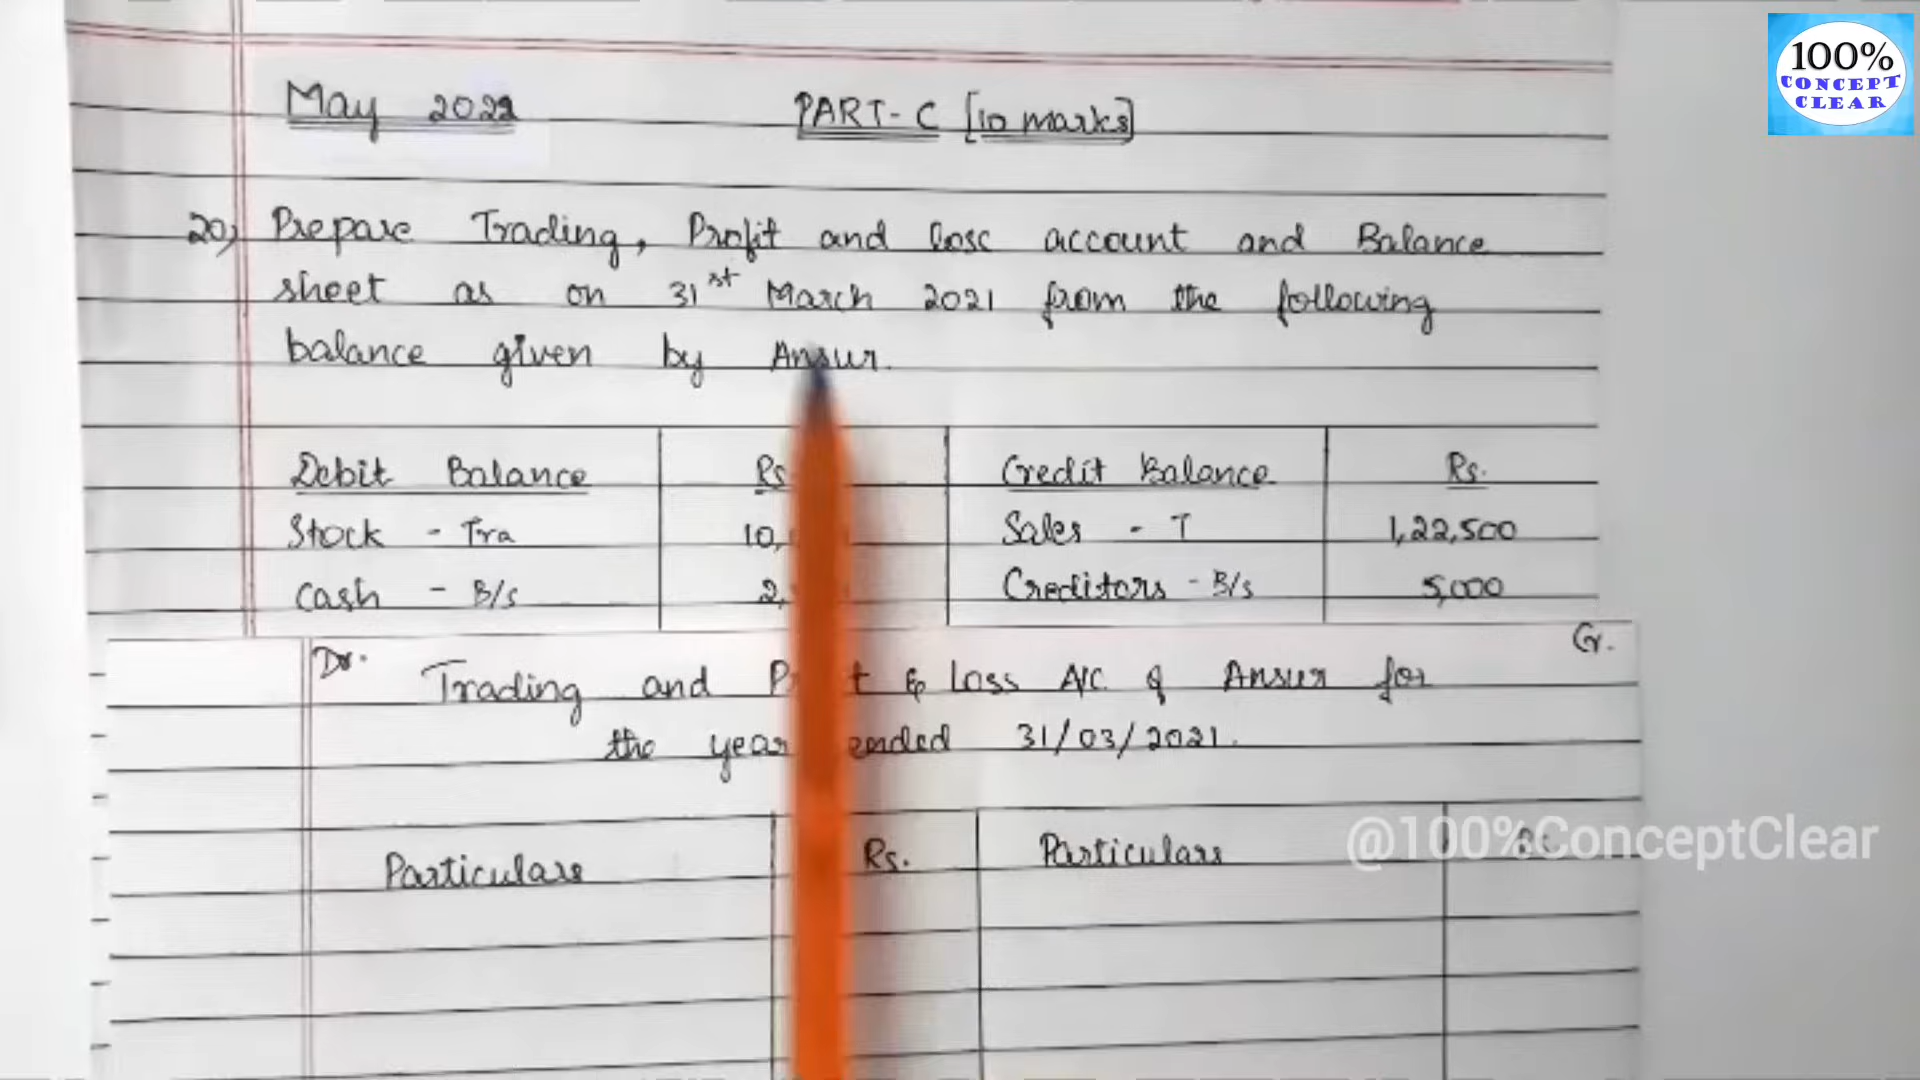 100%
CONCEPT
CLEAR
May 2022 PART-C [10 marks]
20) Prepare Trading, Profit and loss account and Balance
sheet as on 31st March 2021 from the following
balance given by Ansur.
Debit Balance Rs Credit Balance Rs.
Stock - Tra 10, Sales - T 1,22,500
Cash - B/s 2, Creditors - B/s 5,000
Dr. Cr.
Trading and & Loss A/C of Ansur for
the year ended 31/03/2021.
Particulars Rs. Particulars
@100%ConceptClear